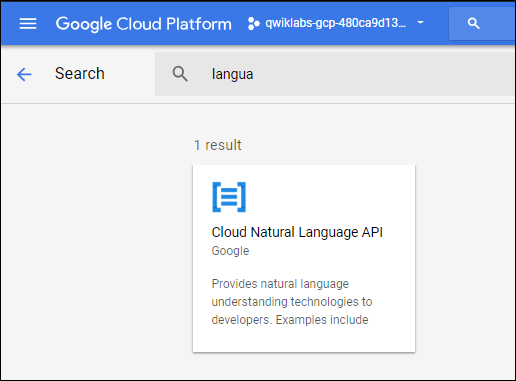 Google Cloud Platform qwiklabs-gcp-480ca9d13...
Search langua
1 result
Cloud Natural Language API
Google
Provides natural language
understanding technologies to
developers. Examples include